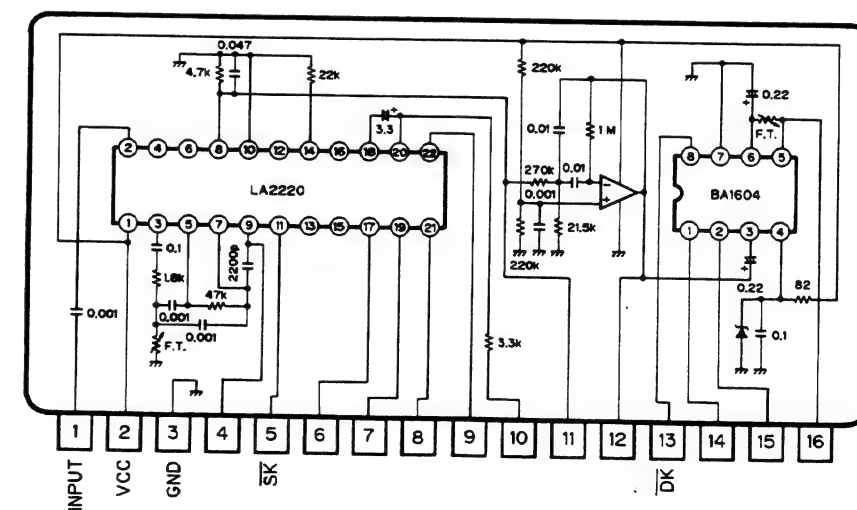 0.047
4.7k
22k
220k
0.22
3.3
0.01
1 M
F.T.
2 4 6 8 10 12 14 16 18 20 22
8 7 6 5
270k
0.01
LA2220
BA1604
0.001
1 3 5 7 9 11 13 15 17 19 21
1 2 3 4
0.1
2200p
220k
21.5k
1.8k
0.22
82
0.001
47k
0.001
0.001
0.1
F.T.
3.3k
1 2 3 4 5 6 7 8 9 10 11 12 13 14 15 16
INPUT
VCC
GND
SK
DK